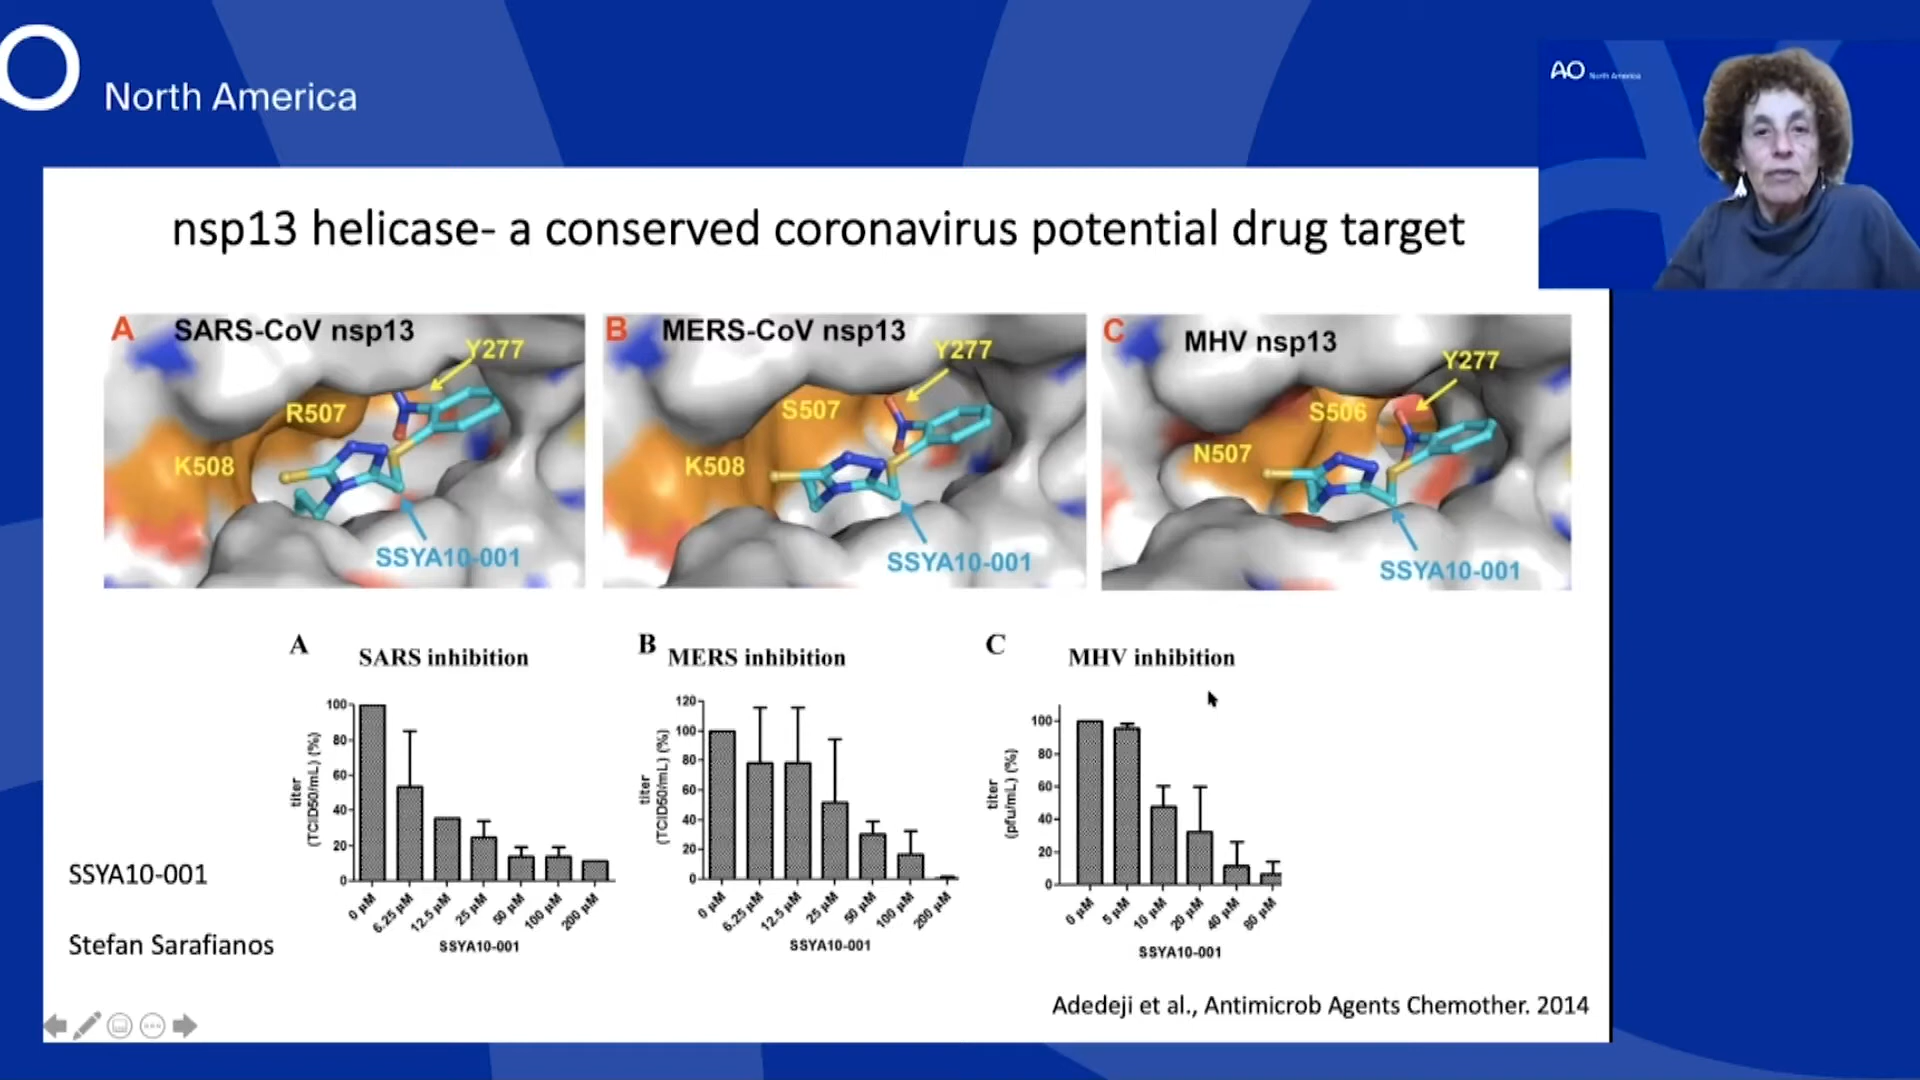 O
North America
AO North America
nsp13 helicase- a conserved coronavirus potential drug target
A SARS-CoV nsp13
Y277
R507
K508
SSYA10-001
B MERS-CoV nsp13
Y277
S507
K508
SSYA10-001
C MHV nsp13
Y277
S506
N507
SSYA10-001
A
SARS inhibition
titer
(TCID50/mL) (%)
100
80
60
40
20
0
0 µM
6.25 µM
12.5 µM
25 µM
50 µM
100 µM
200 µM
SSYA10-001
B
MERS inhibition
titer
(TCID50/mL) (%)
120
100
80
60
40
20
0
0 µM
6.25 µM
12.5 µM
25 µM
50 µM
100 µM
200 µM
SSYA10-001
C
MHV inhibition
titer
(pfu/mL) (%)
100
80
60
40
20
0
0 µM
5 µM
10 µM
20 µM
40 µM
80 µM
SSYA10-001
SSYA10-001
Stefan Sarafianos
Adedeji et al., Antimicrob Agents Chemother. 2014